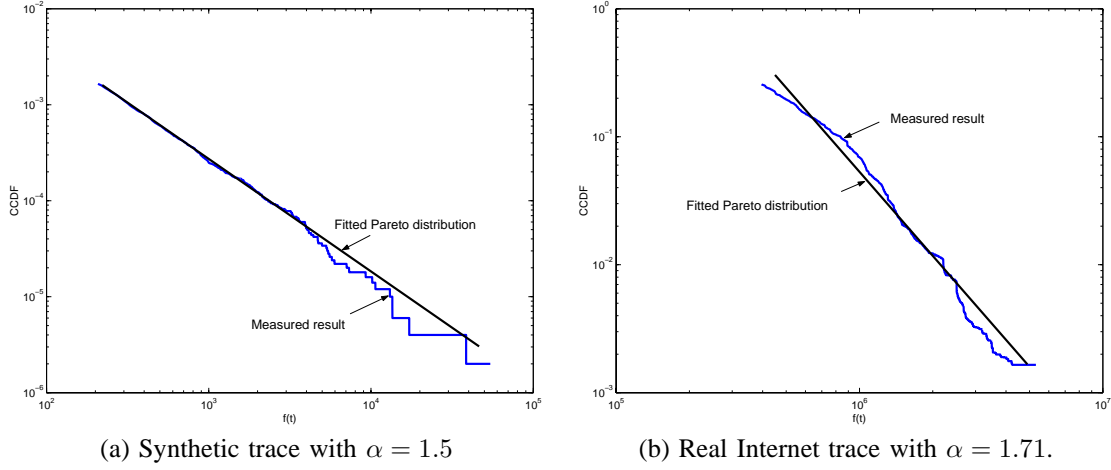 10^-2
10^-3
10^-4
10^-5
10^-6
CCDF
Fitted Pareto distribution
Measured result
10^2
10^3
10^4
10^5
f(t)
(a) Synthetic trace with α = 1.5
10^0
10^-1
10^-2
10^-3
CCDF
Measured result
Fitted Pareto distribution
10^5
10^6
10^7
f(t)
(b) Real Internet trace with α = 1.71.